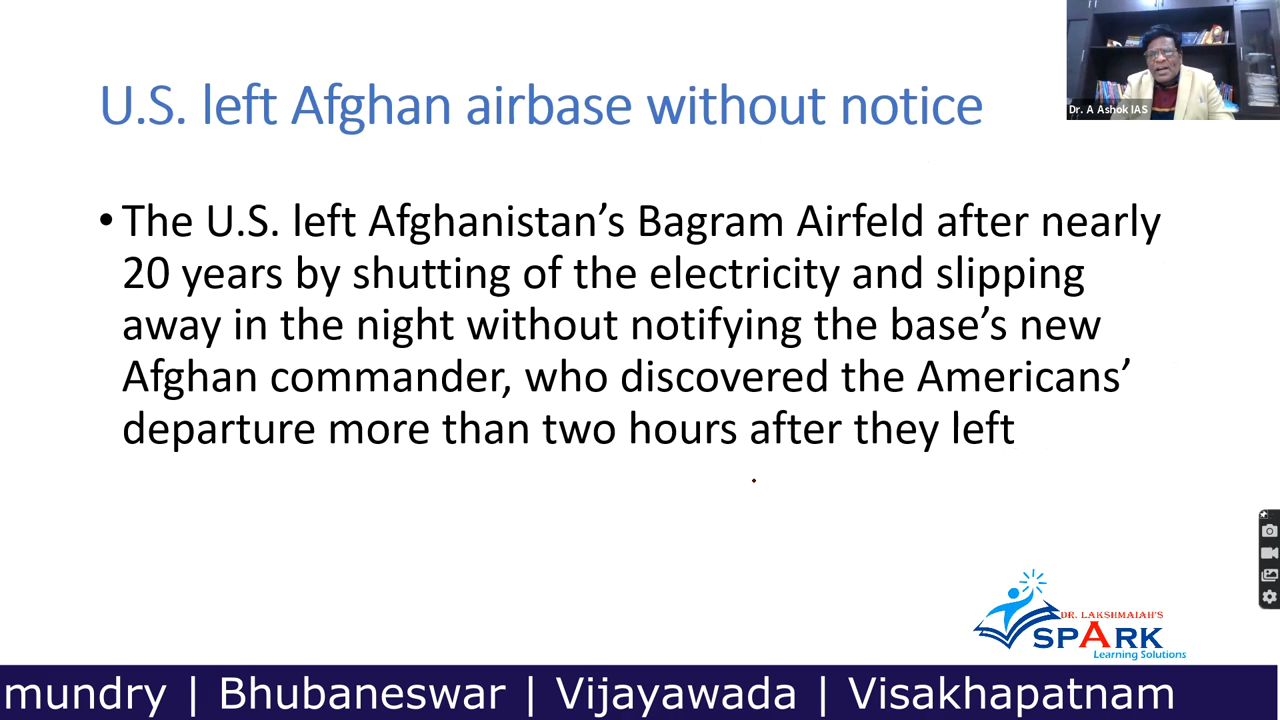 U.S. left Afghan airbase without notice
Dr. A Ashok IAS
• The U.S. left Afghanistan’s Bagram Airfeld after nearly
20 years by shutting of the electricity and slipping
away in the night without notifying the base’s new
Afghan commander, who discovered the Americans’
departure more than two hours after they left
DR. LAKSHMAIAH'S
SPARK
Learning Solutions
mundry | Bhubaneswar | Vijayawada | Visakhapatnam